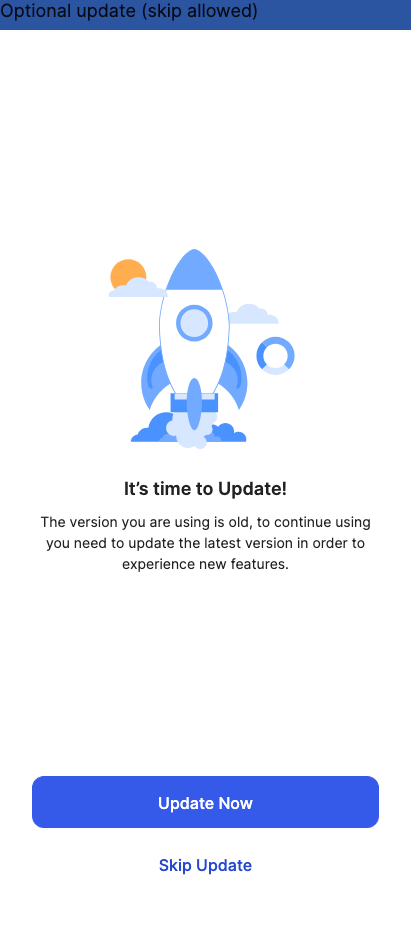 Optional update (skip allowed)
It’s time to Update!
The version you are using is old, to continue using
you need to update the latest version in order to
experience new features.
Update Now
Skip Update